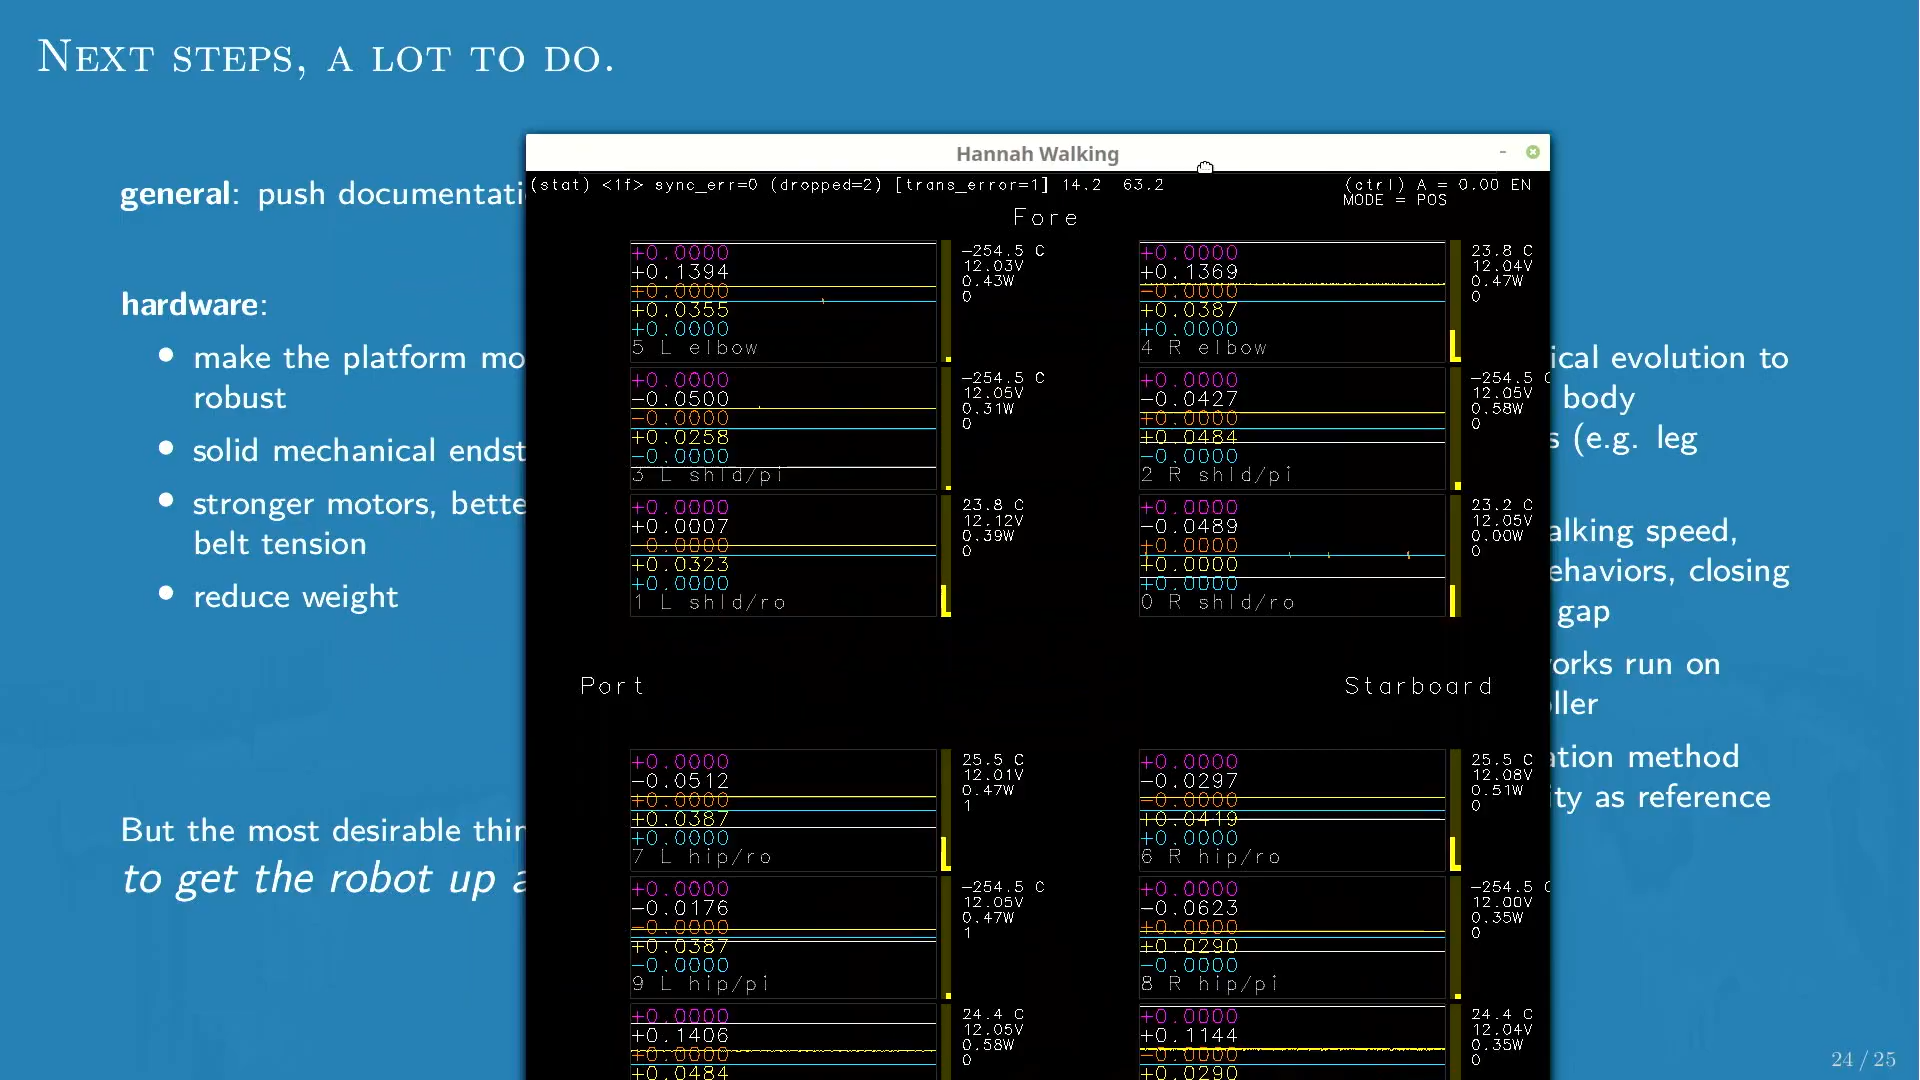 Next steps, a lot to do.
general: push documentati
hardware:
• make the platform mo
robust
• solid mechanical endst
• stronger motors, bette
belt tension
• reduce weight
But the most desirable thin
to get the robot up a
Hannah Walking
(stat) <1f> sync_err=0 (dropped=2) [trans_error=1] 14.2 63.2
(ctrl) A = 0.00 EN
MODE = POS
Fore
+0.0000
+0.1394
+0.0000
+0.0355
+0.0000
5 L elbow
-254.5 C
12.03V
0.43W
0
+0.0000
+0.1369
-0.0000
+0.0387
+0.0000
4 R elbow
23.8 C
12.04V
0.47W
0
+0.0000
-0.0500
-0.0000
+0.0258
-0.0000
3 L shld/pi
-254.5 C
12.05V
0.31W
0
+0.0000
-0.0427
+0.0000
+0.0484
-0.0000
2 R shld/pi
-254.5 C
12.05V
0.58W
0
+0.0000
+0.0007
-0.0000
+0.0323
+0.0000
1 L shld/ro
23.8 C
12.12V
0.39W
0
+0.0000
-0.0489
+0.0000
+0.0000
+0.0000
0 R shld/ro
23.2 C
12.05V
0.00W
0
Port
Starboard
+0.0000
-0.0512
+0.0000
+0.0387
+0.0000
7 L hip/ro
25.5 C
12.01V
0.47W
1
+0.0000
-0.0297
-0.0000
+0.0419
+0.0000
6 R hip/ro
25.5 C
12.08V
0.51W
0
+0.0000
-0.0176
-0.0000
+0.0387
-0.0000
9 L hip/pi
-254.5 C
12.05V
0.47W
1
+0.0000
-0.0623
+0.0000
+0.0290
-0.0000
8 R hip/pi
-254.5 C
12.00V
0.35W
0
+0.0000
+0.1406
+0.0000
+0.0484
24.4 C
12.05V
0.58W
0
+0.0000
+0.1144
-0.0000
+0.0290
24.4 C
12.04V
0.35W
0
ical evolution to
body
s (e.g. leg
alking speed,
ehaviors, closing
gap
orks run on
oller
ation method
ity as reference
24 / 25